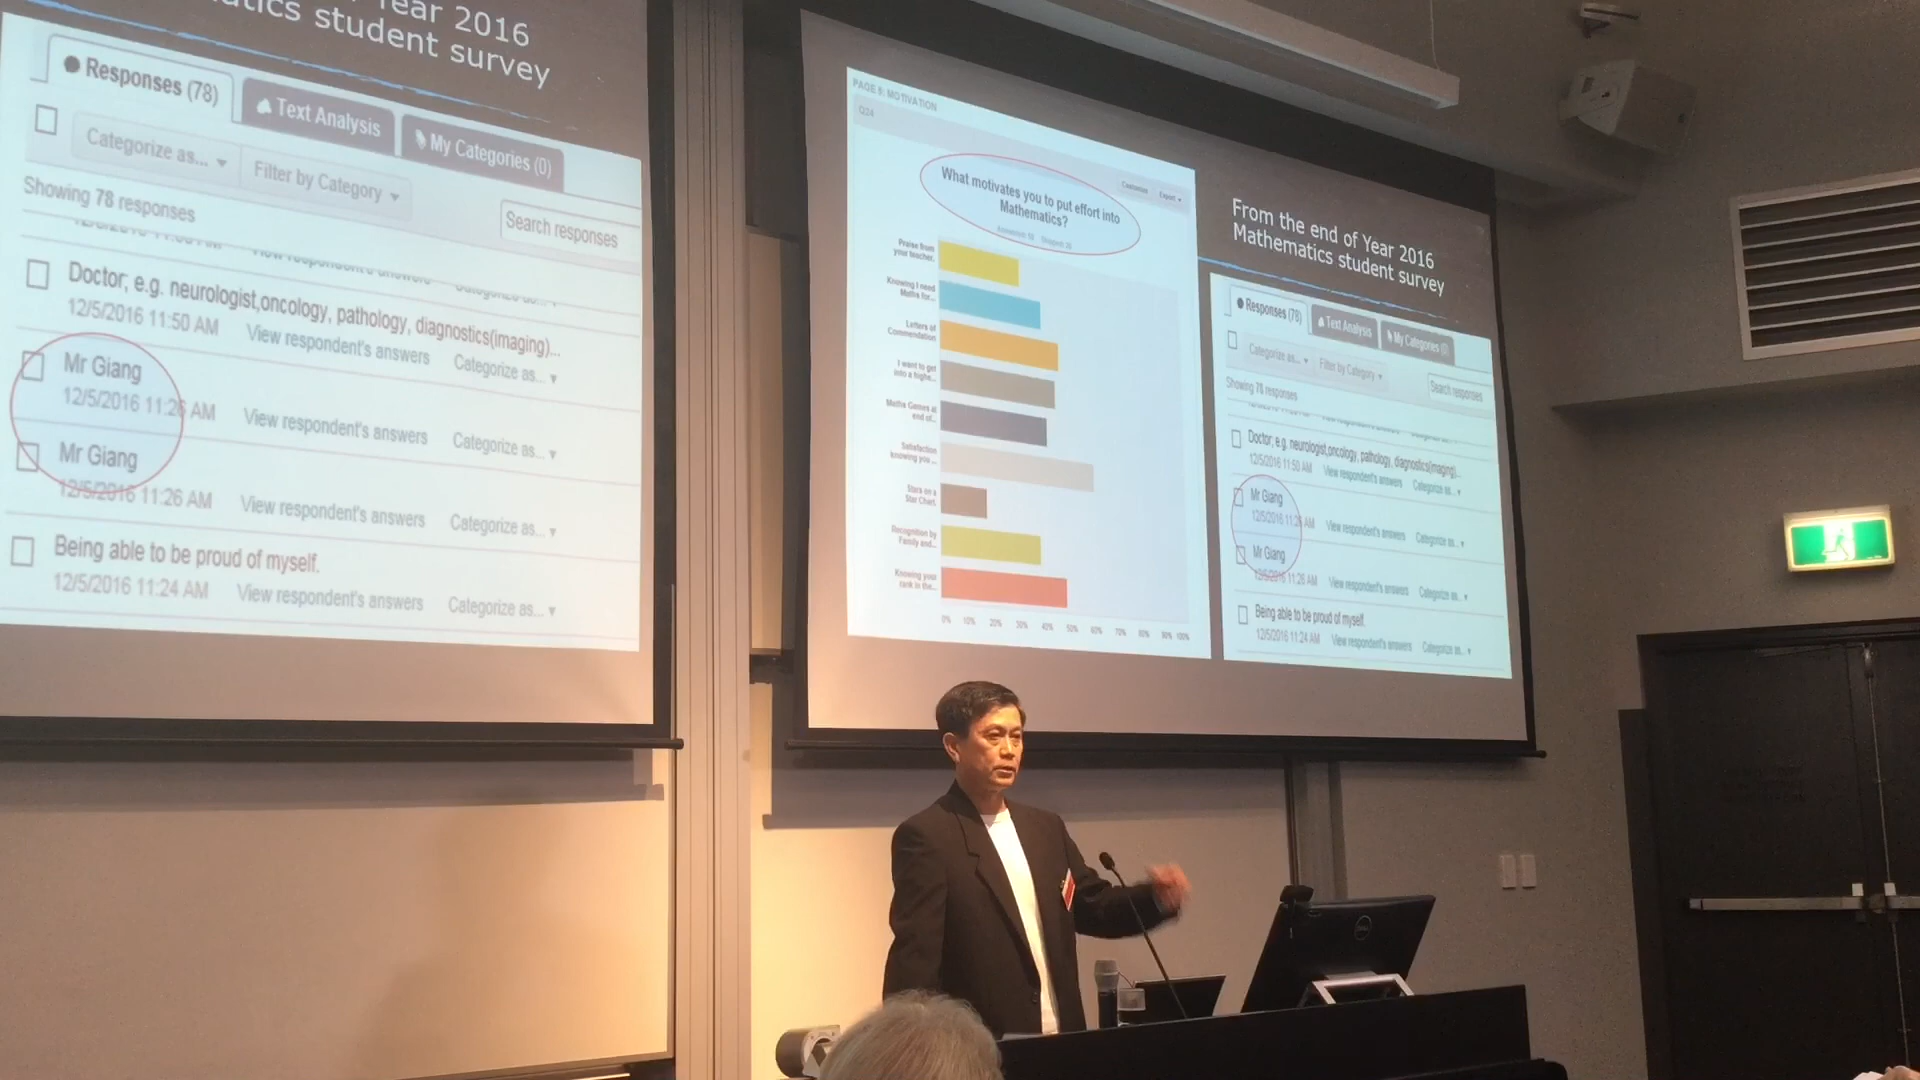 Year 2016
student survey
Responses (78)
Text Analysis
My Categories (0)
Categorize as...
Filter by Category
Showing 78 responses
Search responses
Doctor, e.g. neurologist,oncology, pathology, diagnostics(imaging)...
12/5/2016 11:50 AM View respondent's answers Categorize as...
Mr Giang
12/5/2016 11:26 AM View respondent's answers Categorize as...
Mr Giang
12/5/2016 11:26 AM View respondent's answers Categorize as...
Being able to be proud of myself.
12/5/2016 11:24 AM View respondent's answers Categorize as...
PAGE 5: MOTIVATION
Q24
What motivates you to put effort into
Mathematics?
Customize Export
Praise from
your teacher.
Knowing I need
Maths for...
Letters of
Commendation
I want to get
into a highe...
Maths Games at
end of...
Satisfaction
knowing you ...
Stars on a
Star Chart.
Recognition by
Family and...
Knowing your
rank in the...
0% 10% 20% 30% 40% 50% 60% 70% 80% 90% 100%
From the end of Year 2016
Mathematics student survey
Responses (78)
Text Analysis
My Categories (0)
Categorize as...
Filter by Category
Showing 78 responses
Search responses
Doctor, e.g. neurologist,oncology, pathology, diagnostics(imaging)...
12/5/2016 11:50 AM View respondent's answers Categorize as...
Mr Giang
12/5/2016 11:26 AM View respondent's answers Categorize as...
Mr Giang
12/5/2016 11:26 AM View respondent's answers Categorize as...
Being able to be proud of myself.
12/5/2016 11:24 AM View respondent's answers Categorize as...
DELL